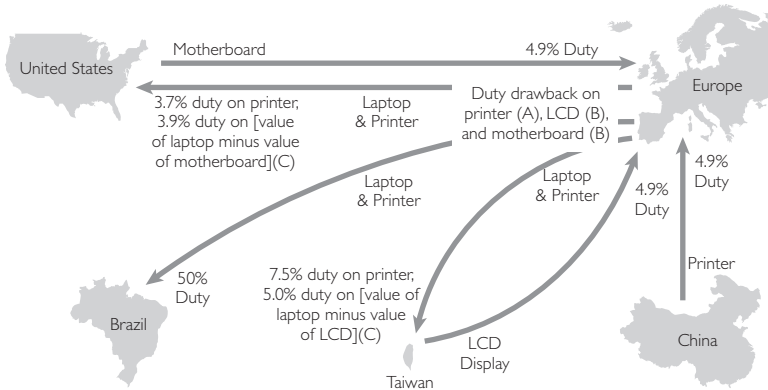 Motherboard
4.9% Duty
United States
Europe
3.7% duty on printer,
3.9% duty on [value
of laptop minus value
of motherboard](C)
Laptop
& Printer
Duty drawback on
printer (A), LCD (B),
and motherboard (B)
Laptop
& Printer
Laptop
& Printer
4.9%
Duty
4.9%
Duty
50%
Duty
7.5% duty on printer,
5.0% duty on [value of
laptop minus value
of LCD](C)
Printer
Brazil
LCD
Display
China
Taiwan